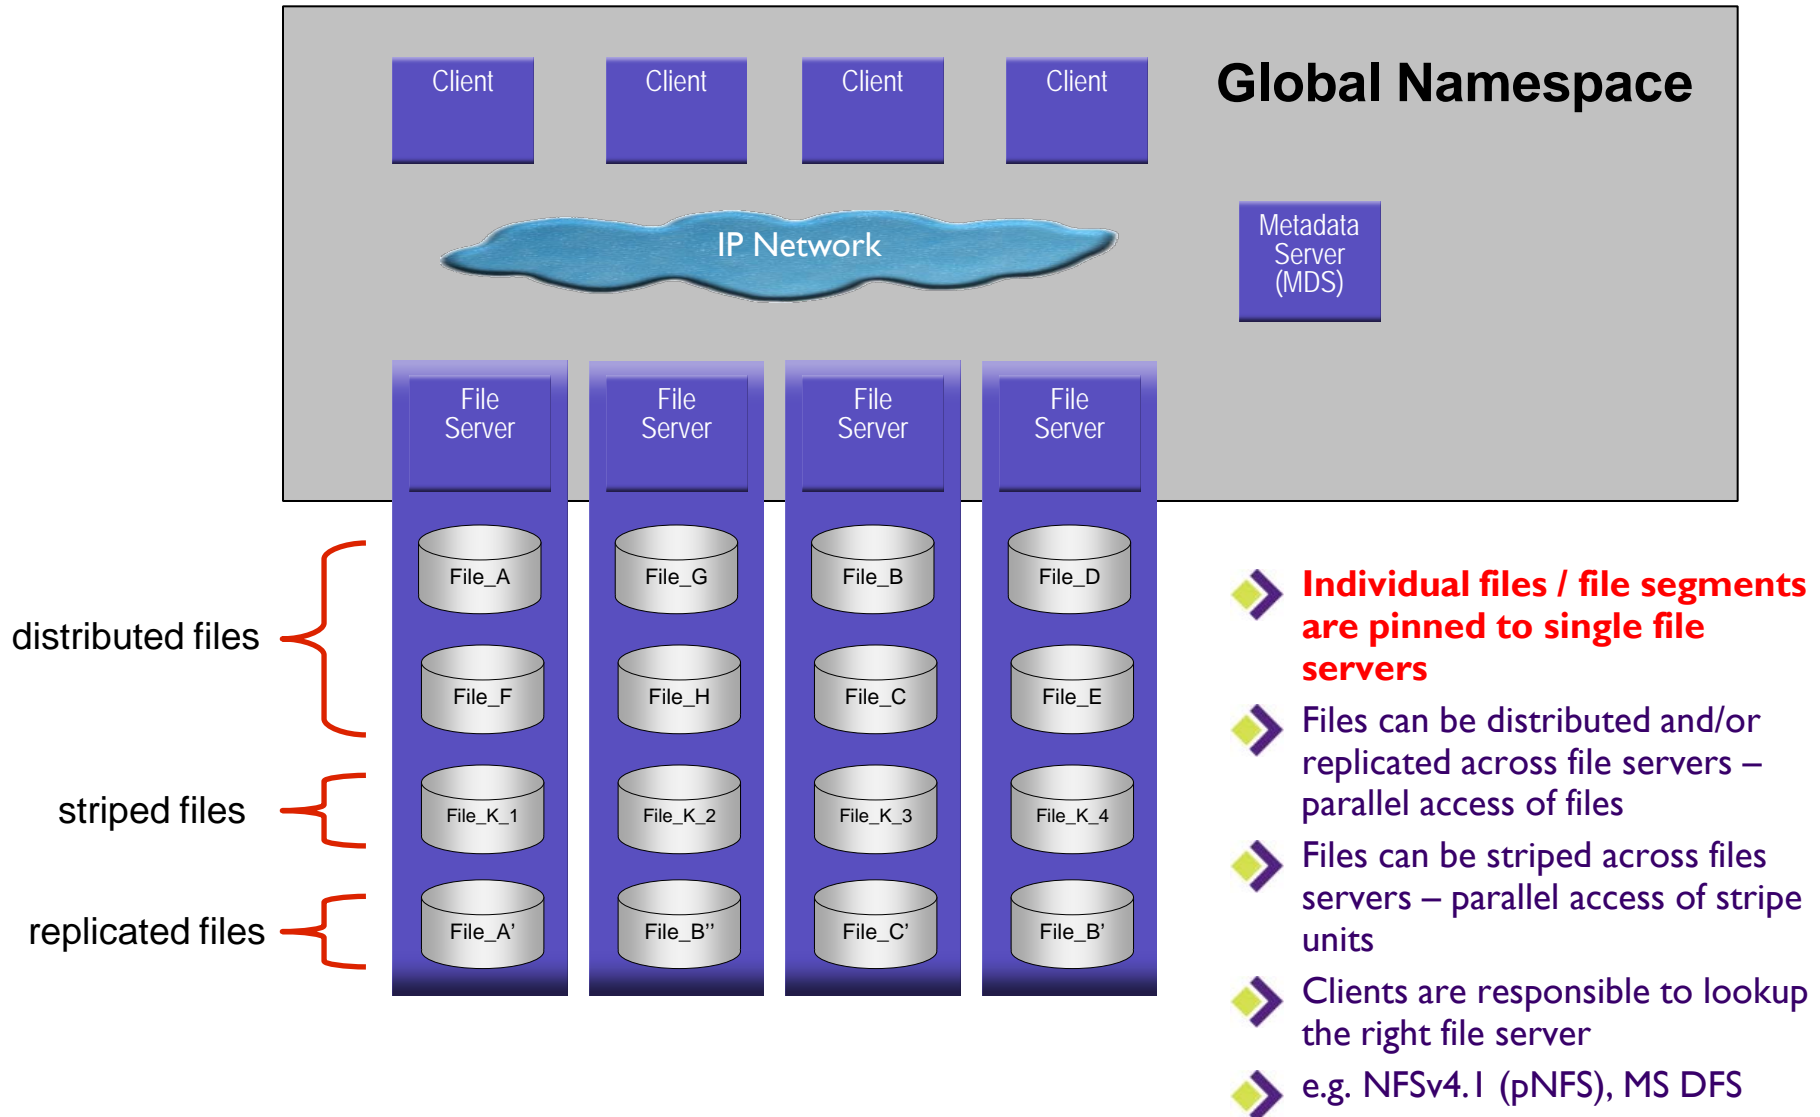 Global Namespace
Client
Client
Client
Client
IP Network
Metadata
Server
(MDS)
File
Server
File
Server
File
Server
File
Server
distributed files
File_A
File_G
File_B
File_D
File_F
File_H
File_C
File_E
striped files
File_K_1
File_K_2
File_K_3
File_K_4
replicated files
File_A’
File_B’’
File_C’
File_B’
Individual files / file segments
are pinned to single file
servers
Files can be distributed and/or
replicated across file servers –
parallel access of files
Files can be striped across files
servers – parallel access of stripe
units
Clients are responsible to lookup
the right file server
e.g. NFSv4.1 (pNFS), MS DFS